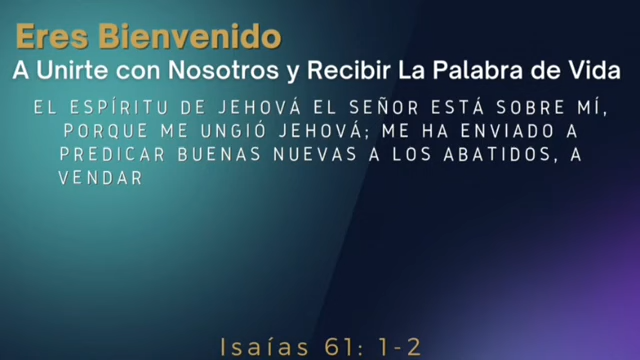 Eres Bienvenido
A Unirte con Nosotros y Recibir La Palabra de Vida
EL ESPÍRITU DE JEHOVÁ EL SEÑOR ESTÁ SOBRE MÍ,
PORQUE ME UNGIÓ JEHOVÁ; ME HA ENVIADO A
PREDICAR BUENAS NUEVAS A LOS ABATIDOS, A
VENDAR
Isaías 61: 1-2